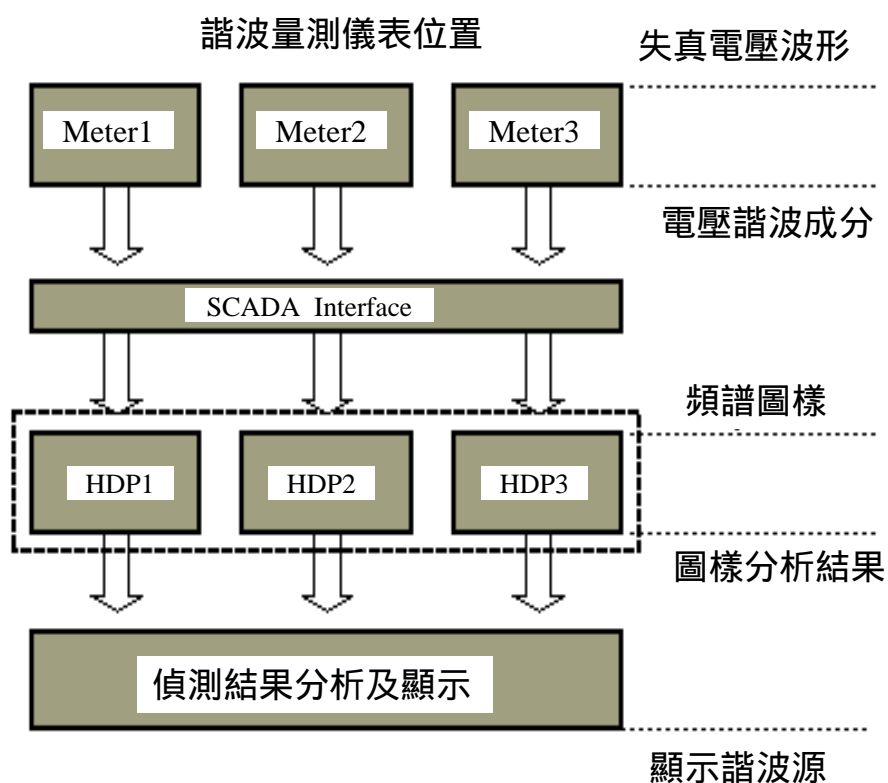 諧波量測儀表位置
失真電壓波形
Meter1
Meter2
Meter3
電壓諧波成分
SCADA Interface
頻譜圖樣
HDP1
HDP2
HDP3
圖樣分析結果
偵測結果分析及顯示
顯示諧波源